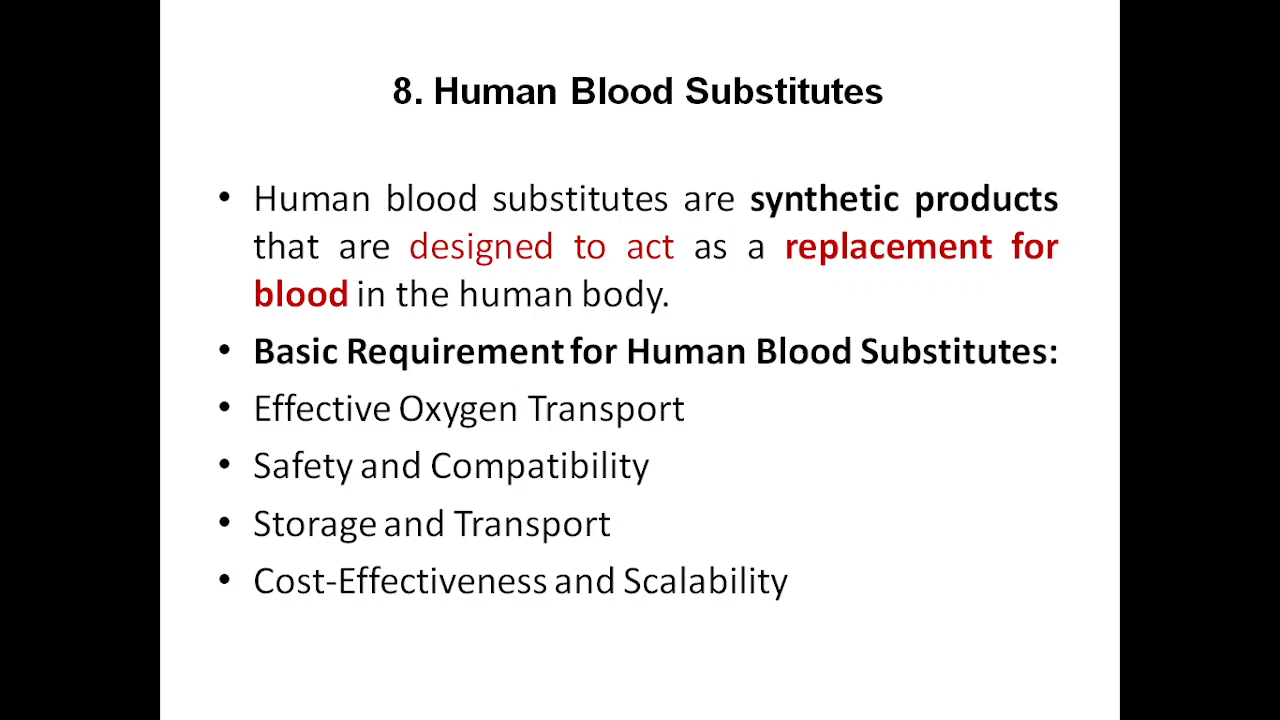 8. Human Blood Substitutes
• Human blood substitutes are synthetic products
that are designed to act as a replacement for
blood in the human body.
• Basic Requirement for Human Blood Substitutes:
• Effective Oxygen Transport
• Safety and Compatibility
• Storage and Transport
• Cost-Effectiveness and Scalability